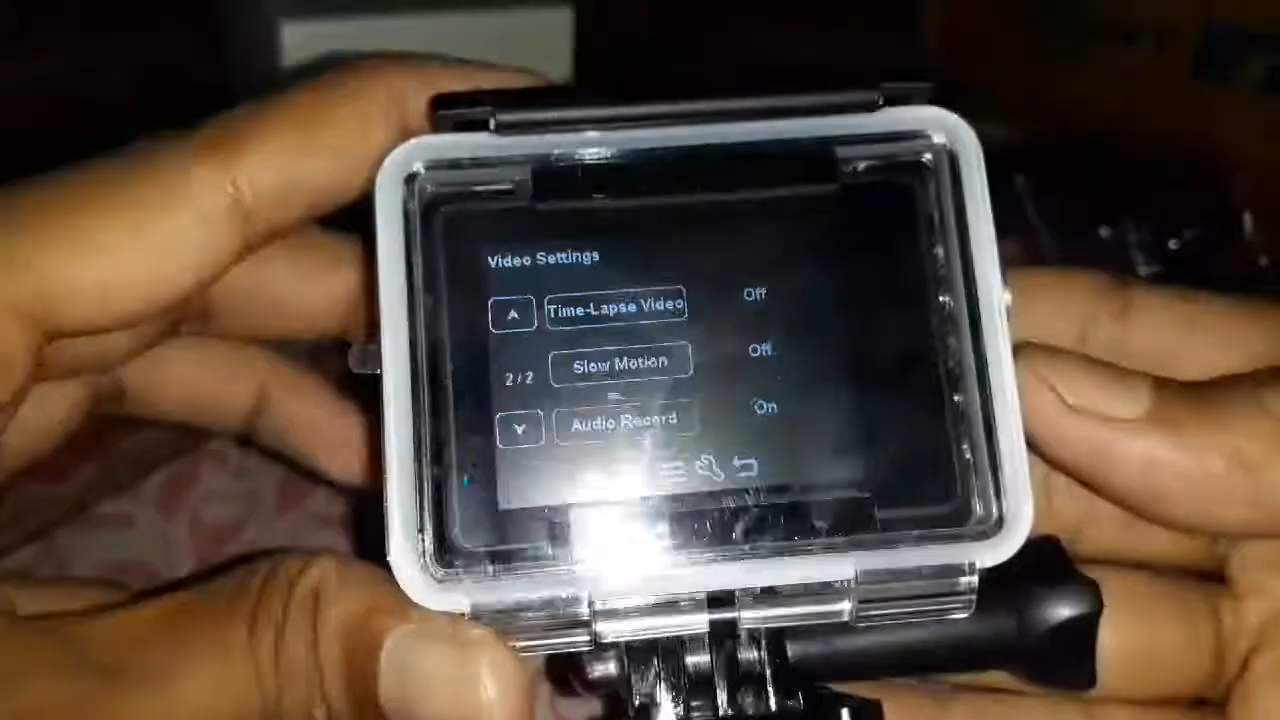 Video Settings
Time-Lapse Video Off
2/2 Slow Motion Off
Audio Record On